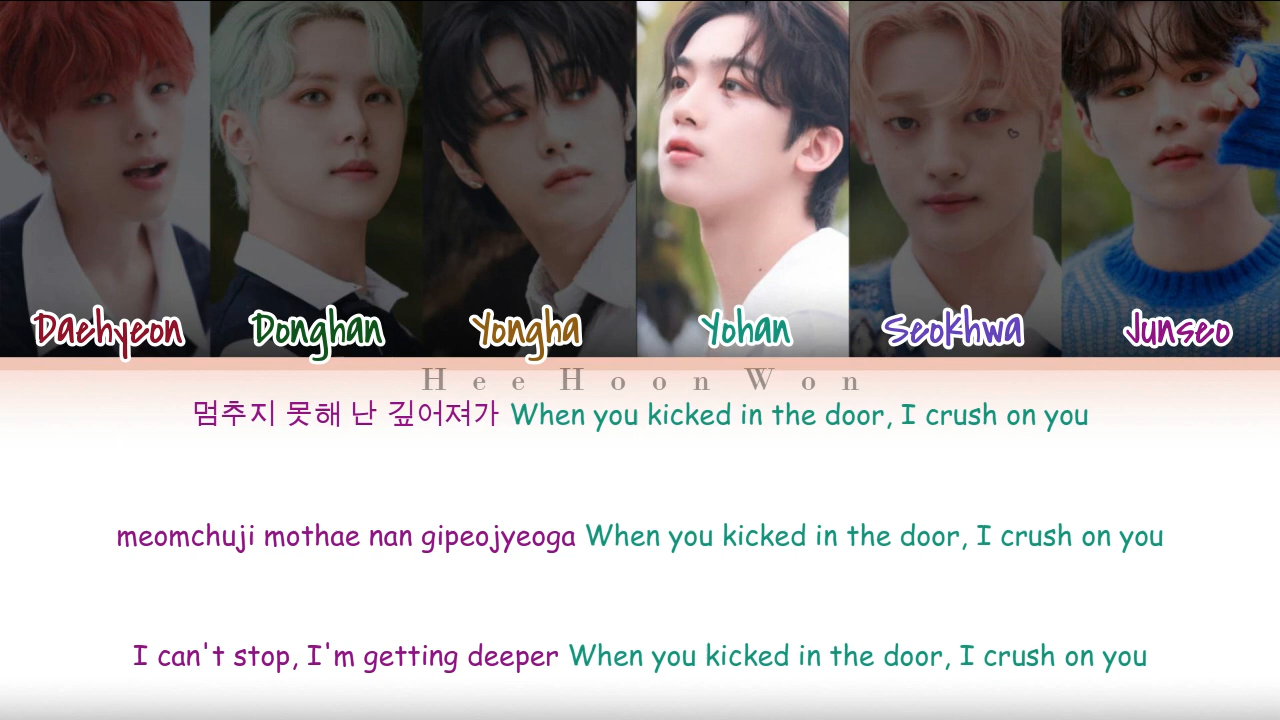 Daehyeon Donghan Yongha Yohan Seokhwa Junseo
HeeHoonWon
멈추지 못해 난 깊어져가 When you kicked in the door, I crush on you
meomchuji mothae nan gipeojyeoga When you kicked in the door, I crush on you
I can't stop, I'm getting deeper When you kicked in the door, I crush on you